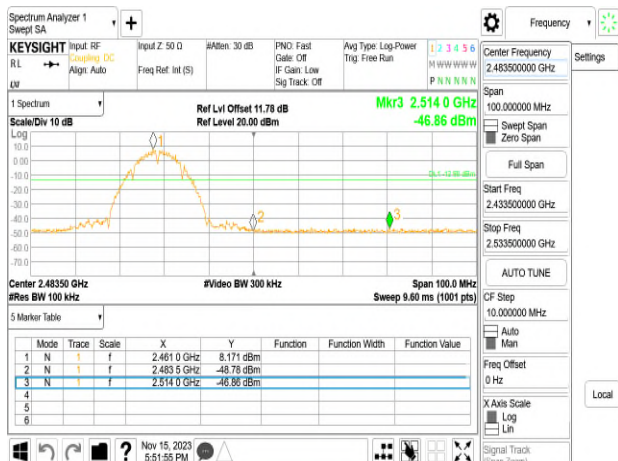 Spectrum Analyzer 1
Swept SA
+
Frequency
KEYSIGHT
RL
Input: RF
Coupling: DC
Align: Auto
Input Z: 50 Ω
Freq Ref: Int (S)
#Atten: 30 dB
PNO: Fast
Gate: Off
IF Gain: Low
Sig Track: Off
Avg Type: Log-Power
Trig: Free Run
1 2 3 4 5 6
M W W W W W
P N N N N N
Center Frequency
2.483500000 GHz
Settings
1 Spectrum
Scale/Div 10 dB
Log
Ref Lvl Offset 11.78 dB
Ref Level 20.00 dBm
Mkr3 2.514 0 GHz
-46.86 dBm
10.0
0.00
-10.0
-20.0
-30.0
-40.0
-50.0
-60.0
-70.0
1
2
3
Center 2.48350 GHz
#Res BW 100 kHz
#Video BW 300 kHz
Span 100.0 MHz
Sweep 9.60 ms (1001 pts)
Span
100.000000 MHz
Swept Span
Zero Span
Full Span
Start Freq
2.433500000 GHz
Stop Freq
2.533500000 GHz
AUTO TUNE
CF Step
10.000000 MHz
Auto
Man
Freq Offset
0 Hz
X Axis Scale
Log
Lin
Signal Track
Local
5 Marker Table
Mode Trace Scale X Y Function Function Width Function Value
1 N 1 f 2.461 0 GHz 8.171 dBm
2 N 1 f 2.483 5 GHz -48.78 dBm
3 N 1 f 2.514 0 GHz -46.86 dBm
4
5
6
?
Nov 15, 2023
5:51:55 PM